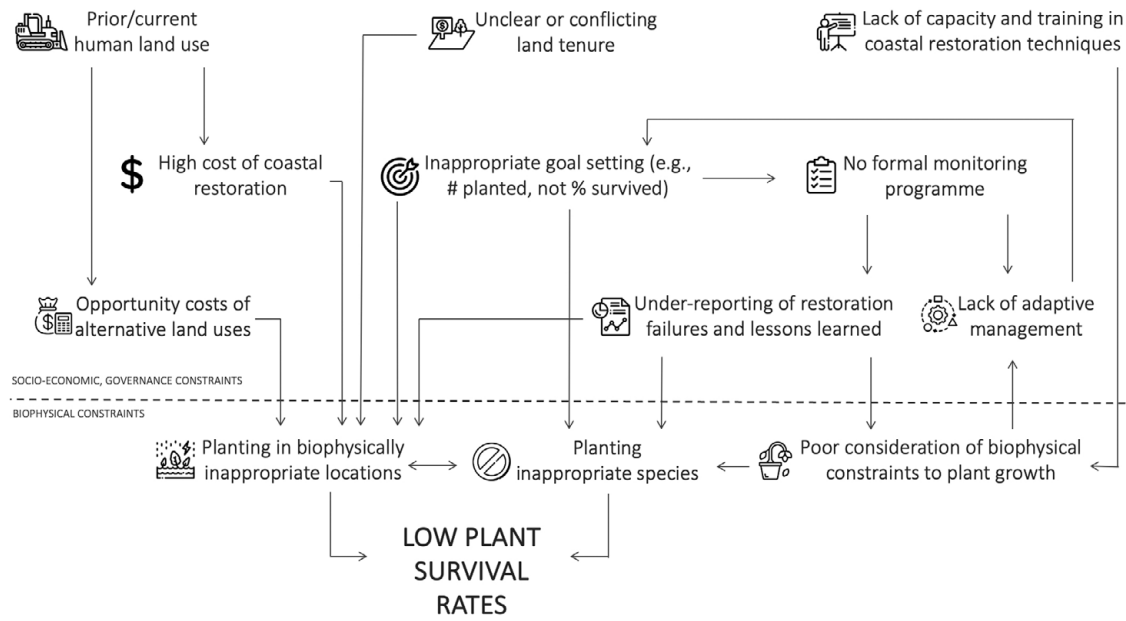 Prior/current
human land use
Unclear or conflicting
land tenure
Lack of capacity and training in
coastal restoration techniques
$
High cost of coastal
restoration
Inappropriate goal setting (e.g.,
# planted, not % survived)
No formal monitoring
programme
Opportunity costs of
alternative land uses
Under-reporting of restoration
failures and lessons learned
Lack of adaptive
management
SOCIO-ECONOMIC, GOVERNANCE CONSTRAINTS
BIOPHYSICAL CONSTRAINTS
Planting in biophysically
inappropriate locations
Planting
inappropriate species
Poor consideration of biophysical
constraints to plant growth
LOW PLANT
SURVIVAL
RATES